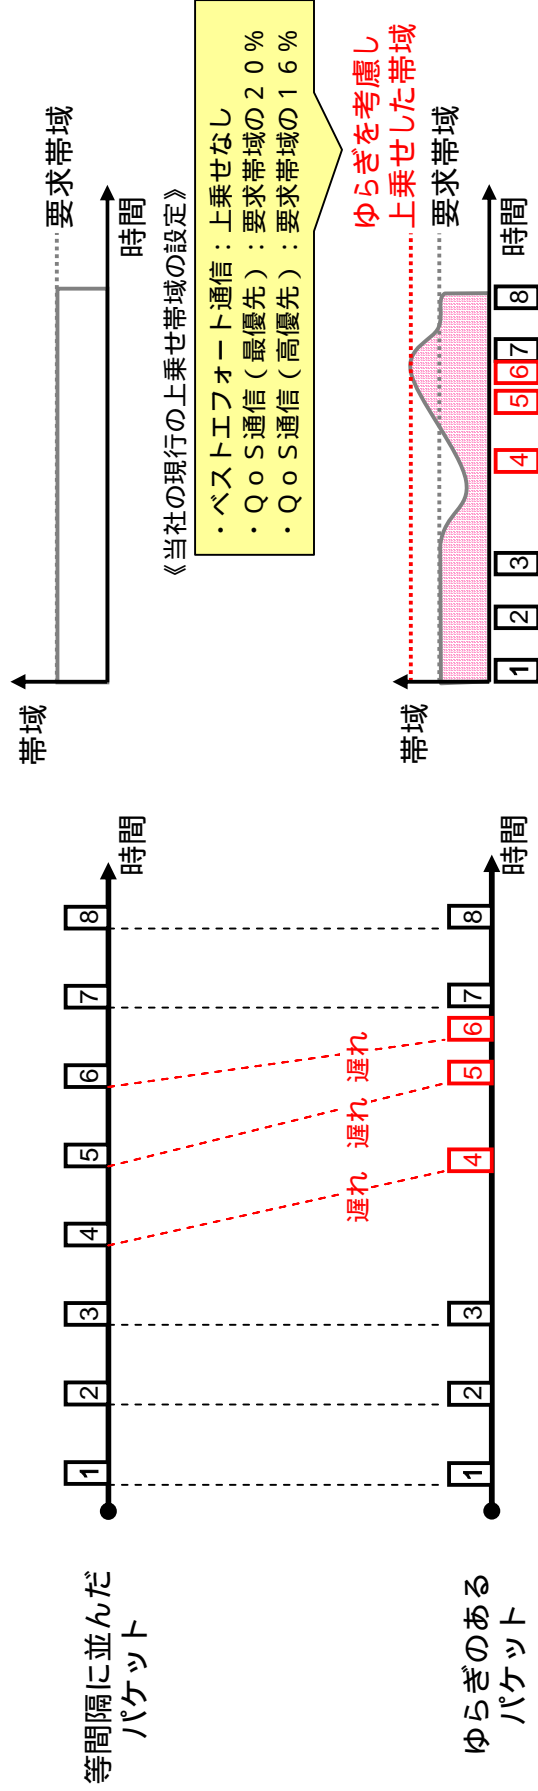 等間隔に並んだ
パケット
1 2 3 4 5 6 7 8
時間
帯域
要求帯域
時間
《当社の現行の上乗せ帯域の設定》
・ベストエフォート通信：上乗せなし
・QoS通信（最優先）：要求帯域の20％
・QoS通信（高優先）：要求帯域の16％
遅れ 遅れ 遅れ
ゆらぎのある
パケット
1 2 3 4 5 6 7 8
時間
帯域
ゆらぎを考慮し
上乗せした帯域
要求帯域
時間
1 2 3 4 5 6 7 8